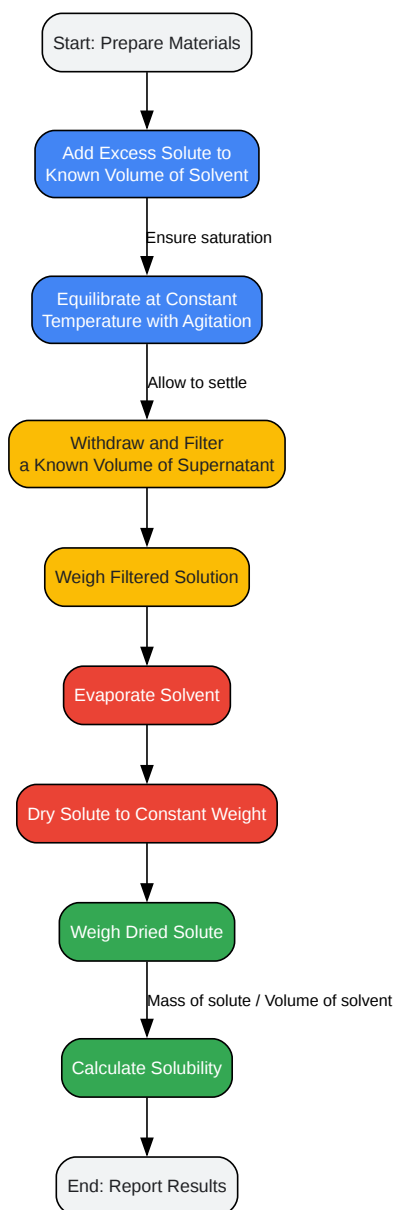 Start: Prepare Materials
Add Excess Solute to
Known Volume of Solvent
Ensure saturation
Equilibrate at Constant
Temperature with Agitation
Allow to settle
Withdraw and Filter
a Known Volume of Supernatant
Weigh Filtered Solution
Evaporate Solvent
Dry Solute to Constant Weight
Weigh Dried Solute
Mass of solute / Volume of solvent
Calculate Solubility
End: Report Results